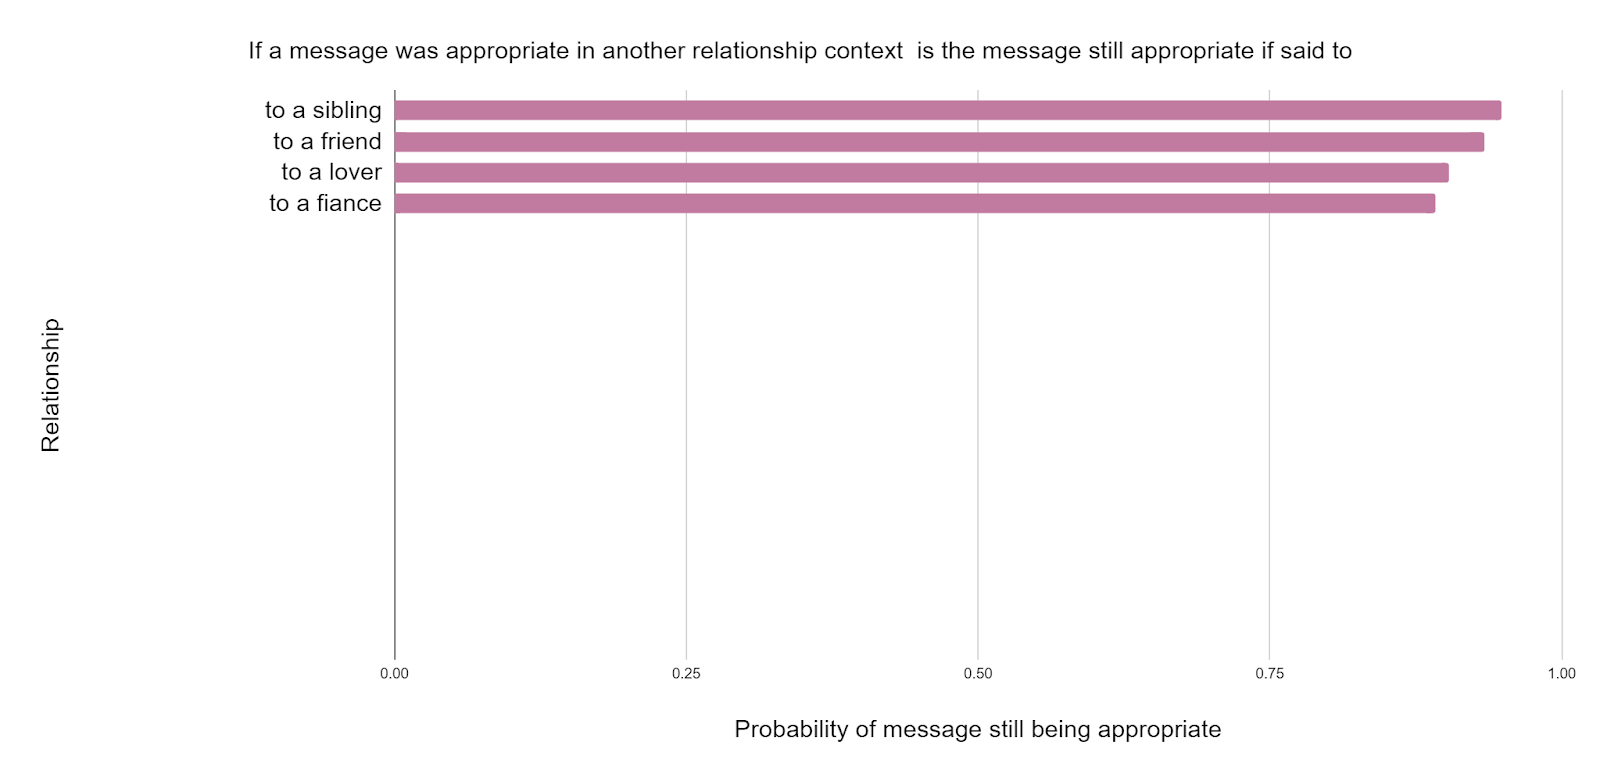 If a message was appropriate in another relationship context  is the message still appropriate if said to
to a sibling
to a friend
to a lover
to a fiance
Relationship
0.00
0.25
0.50
0.75
1.00
Probability of message still being appropriate